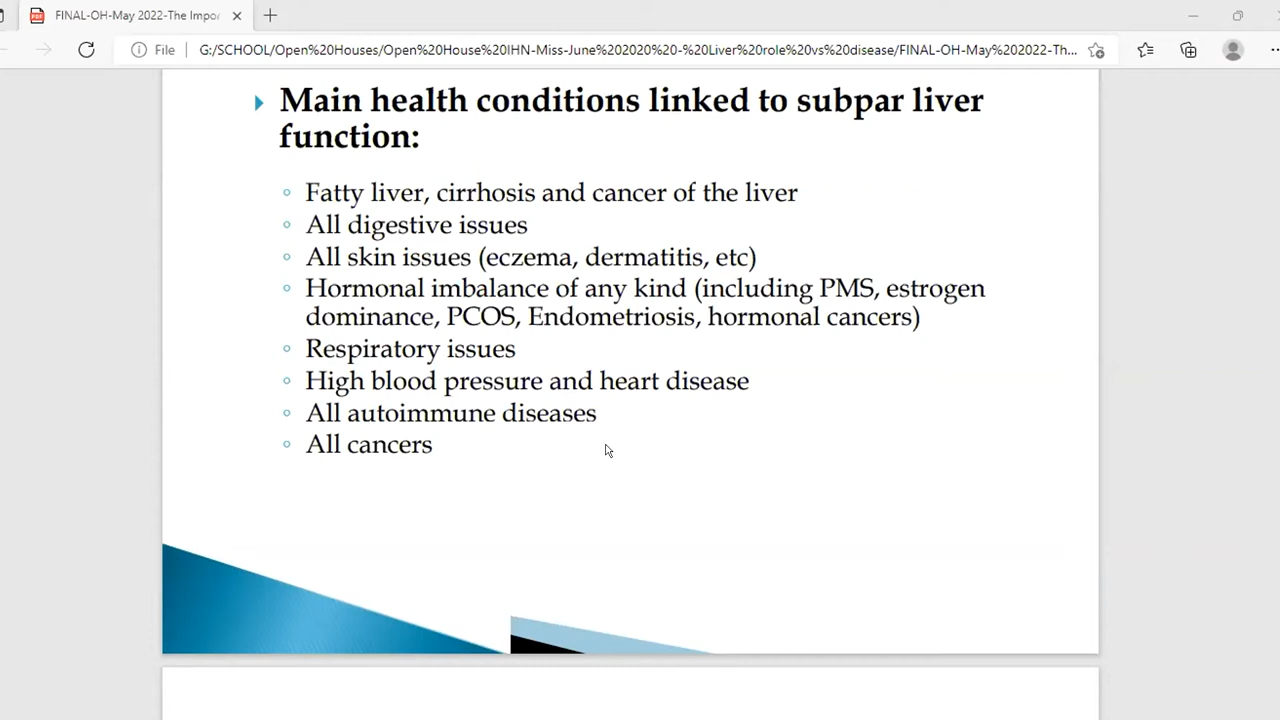 FINAL-OH-May 2022-The Impo
File
G:/SCHOOL/Open%20Houses/Open%20House%20IHN-Miss-June%202020%20-%20Liver%20role%20vs%20disease/FINAL-OH-May%202022-Th...
Main health conditions linked to subpar liver
function:
Fatty liver, cirrhosis and cancer of the liver
All digestive issues
All skin issues (eczema, dermatitis, etc)
Hormonal imbalance of any kind (including PMS, estrogen
dominance, PCOS, Endometriosis, hormonal cancers)
Respiratory issues
High blood pressure and heart disease
All autoimmune diseases
All cancers